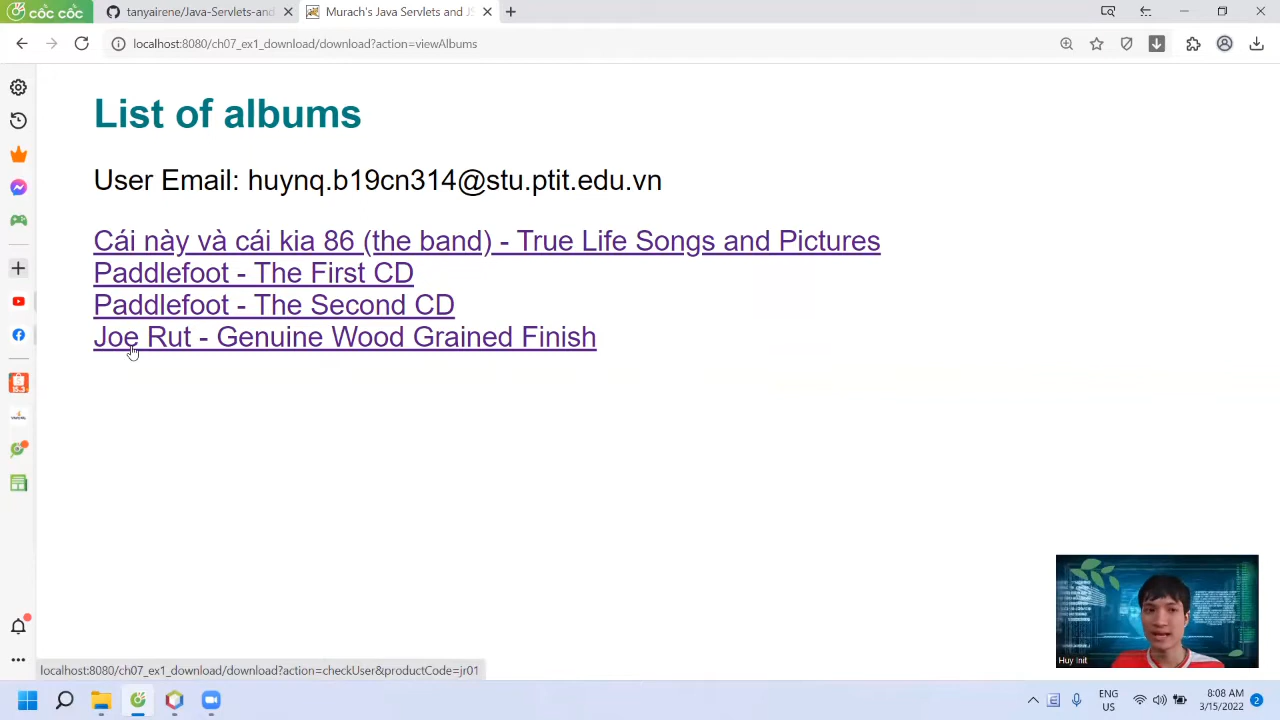 cốc cốc
tanyairene/Java-Servlets-and
Murach's Java Servlets and JS
localhost:8080/ch07_ex1_download/download?action=viewAlbums
List of albums
User Email: huynq.b19cn314@stu.ptit.edu.vn
Cái này và cái kia 86 (the band) - True Life Songs and Pictures
Paddlefoot - The First CD
Paddlefoot - The Second CD
Joe Rut - Genuine Wood Grained Finish
15.3
Huy Init
localhost:8080/ch07_ex1_download/download?action=checkUser&productCode=jr01
ENG
US
8:08 AM
3/15/2022
2